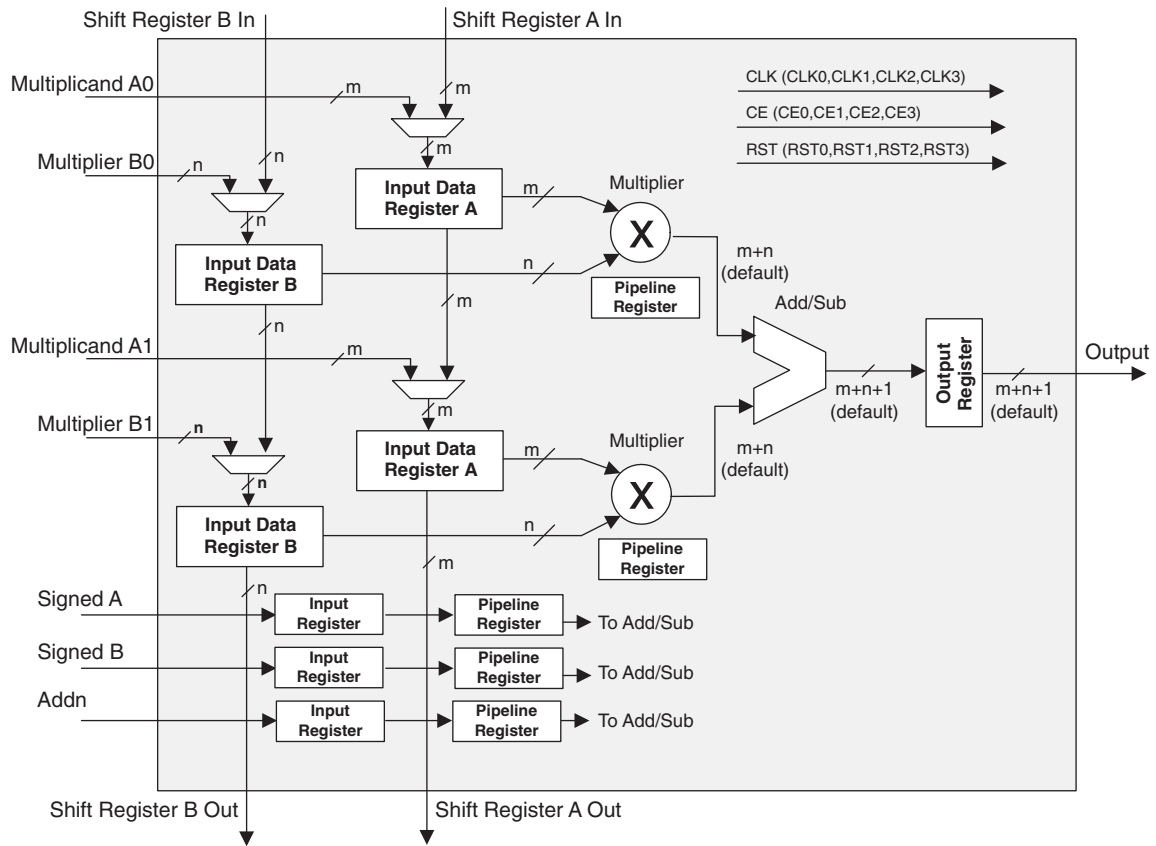 Shift Register B In
Shift Register A In
Multiplicand A0
m
m
CLK (CLK0,CLK1,CLK2,CLK3)
CE (CE0,CE1,CE2,CE3)
RST (RST0,RST1,RST2,RST3)
m
Multiplier B0
n
n
n
Input Data
Register A
m
Multiplier
X
Input Data
Register B
n
m+n
(default)
Pipeline
Register
m
n
Add/Sub
Multiplicand A1
m
m
Output
Register
m+n+1
(default)
m+n+1
(default)
Output
Multiplier B1
n
n
Input Data
Register A
m
Multiplier
X
m+n
(default)
Input Data
Register B
n
Pipeline
Register
m
n
Signed A
Input
Register
Pipeline
Register
To Add/Sub
Signed B
Input
Register
Pipeline
Register
To Add/Sub
Addn
Input
Register
Pipeline
Register
To Add/Sub
Shift Register B Out
Shift Register A Out